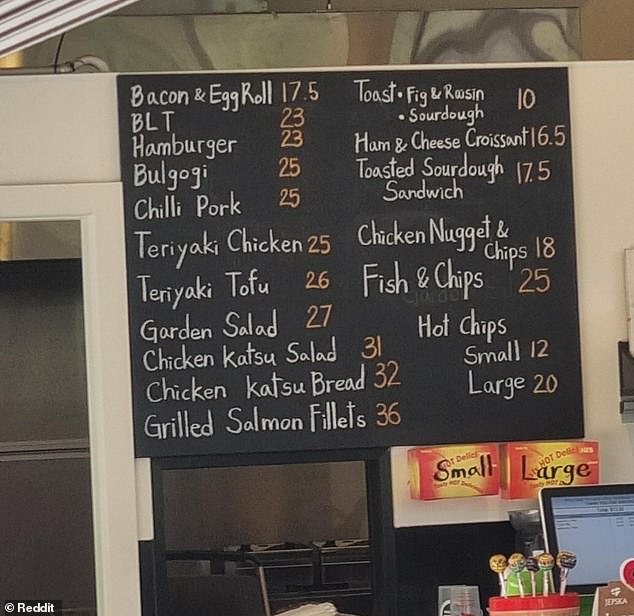 Bacon & Egg Roll 17.5
BLT 23
Hamburger 23
Bulgogi 25
Chilli Pork 25
Teriyaki Chicken 25
Teriyaki Tofu 26
Garden Salad 27
Chicken Katsu Salad 31
Chicken Katsu Bread 32
Grilled Salmon Fillets 36
Toast • Fig & Raisin 10
• Sourdough
Ham & Cheese Croissant 16.5
Toasted Sourdough 17.5
Sandwich
Chicken Nugget &
Chips 18
Fish & Chips 25
Hot Chips
Small 12
Large 20
Small
Large
JEPSKA
© Reddit